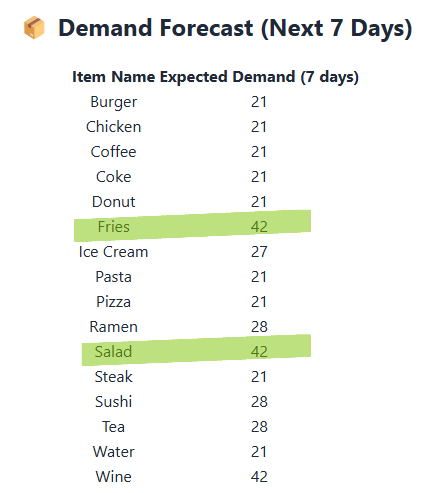 Demand Forecast (Next 7 Days)
Item Name Expected Demand (7 days)
Burger 21
Chicken 21
Coffee 21
Coke 21
Donut 21
Fries 42
Ice Cream 27
Pasta 21
Pizza 21
Ramen 28
Salad 42
Steak 21
Sushi 28
Tea 28
Water 21
Wine 42